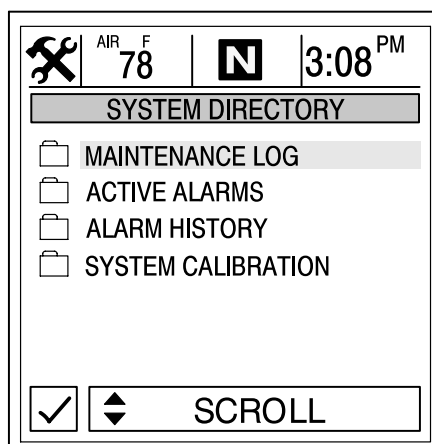 AIR 78 F N 3:08 PM
SYSTEM DIRECTORY
MAINTENANCE LOG
ACTIVE ALARMS
ALARM HISTORY
SYSTEM CALIBRATION
SCROLL